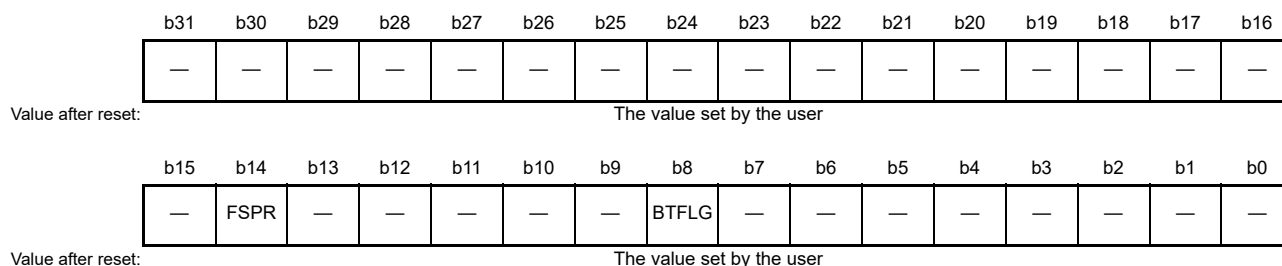 b31 b30 b29 b28 b27 b26 b25 b24 b23 b22 b21 b20 b19 b18 b17 b16
— — — — — — — — — — — — — — — —
Value after reset: The value set by the user
b15 b14 b13 b12 b11 b10 b9 b8 b7 b6 b5 b4 b3 b2 b1 b0
— FSPR — — — — — BTFLG — — — — — — — —
Value after reset: The value set by the user